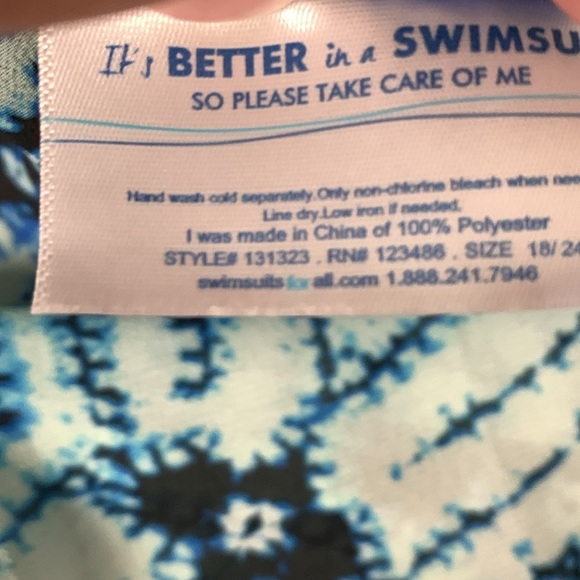 It's BETTER in a SWIMSU
SO PLEASE TAKE CARE OF ME
Hand wash cold separately.Only non-chlorine bleach when nee
Line dry.Low iron if needed.
I was made in China of 100% Polyester
STYLE# 131323 . RN# 123486 . SIZE 18/ 24
swimsuitsforall.com 1.888.241.7946